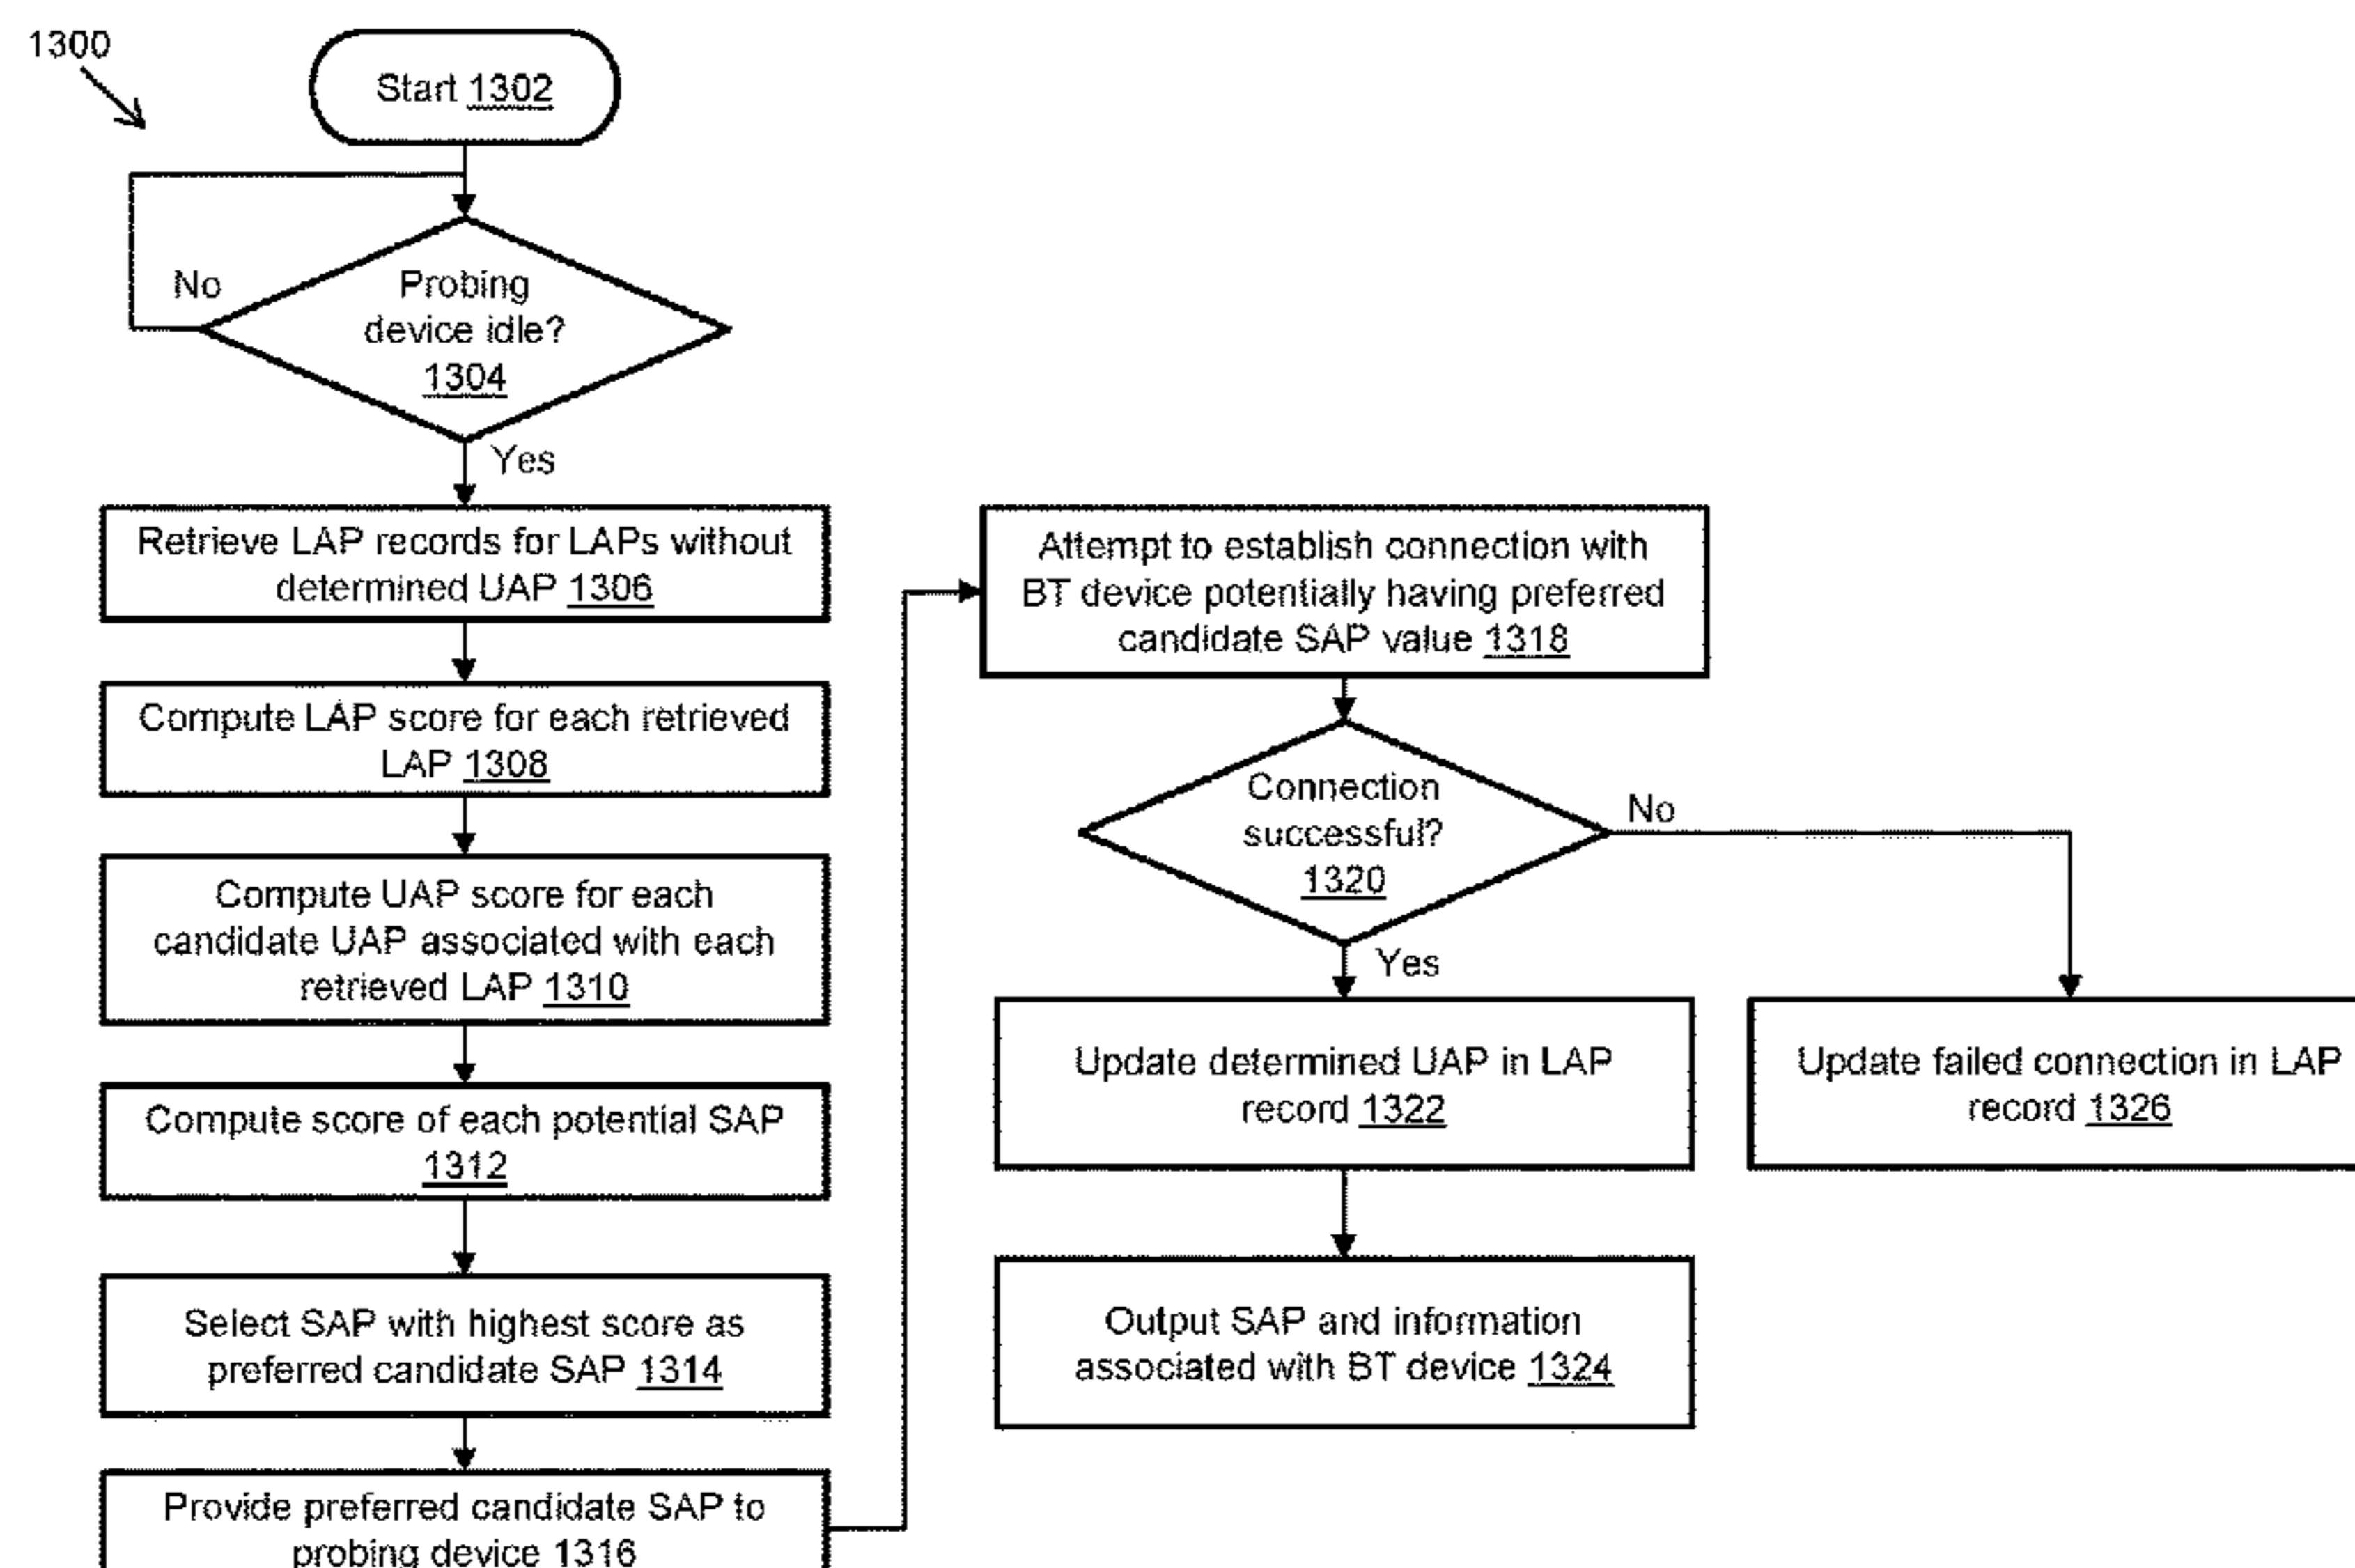 1300
Start 1302
No
Probing
device idle?
1304
Yes
Retrieve LAP records for LAPs without
determined UAP 1306
Compute LAP score for each retrieved
LAP 1308
Compute UAP score for each
candidate UAP associated with each
retrieved LAP 1310
Compute score of each potential SAP
1312
Select SAP with highest score as
preferred candidate SAP 1314
Provide preferred candidate SAP to
probing device 1316
Attempt to establish connection with
BT device potentially having preferred
candidate SAP value 1318
Connection
successful?
1320
No
Yes
Update determined UAP in LAP
record 1322
Update failed connection in LAP
record 1326
Output SAP and information
associated with BT device 1324